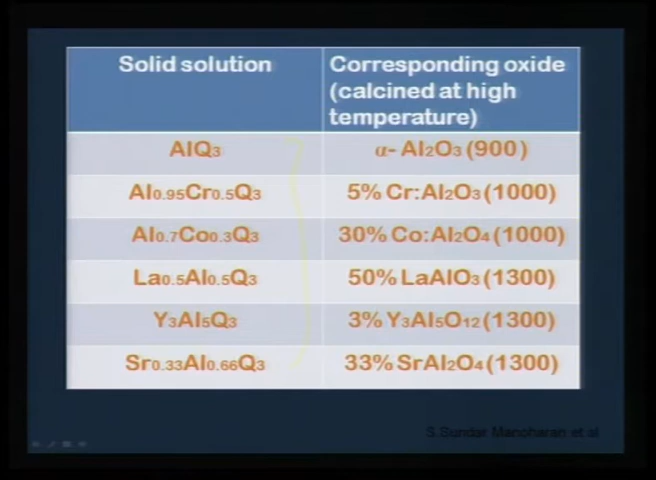 Solid solution Corresponding oxide
(calcined at high
temperature)
AlQ₃ α- Al₂O₃ (900)
Al₀.₉₅Cr₀.₅Q₃ 5% Cr:Al₂O₃ (1000)
Al₀.₇Co₀.₃Q₃ 30% Co:Al₂O₄ (1000)
La₀.₅Al₀.₅Q₃ 50% LaAlO₃ (1300)
Y₃Al₅Q₃ 3% Y₃Al₅O₁₂ (1300)
Sr₀.₃₃Al₀.₆₆Q₃ 33% SrAl₂O₄ (1300)
S Sundar Manoharan et al